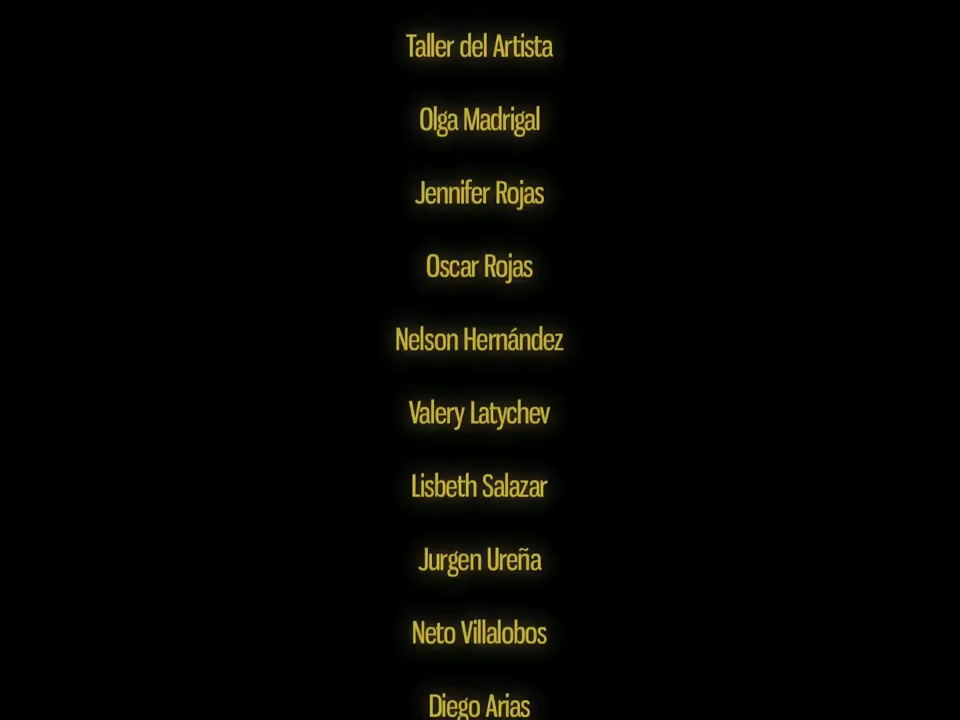 Taller del Artista
Olga Madrigal
Jennifer Rojas
Oscar Rojas
Nelson Hernández
Valery Latychev
Lisbeth Salazar
Jurgen Ureña
Neto Villalobos
Diego Arias